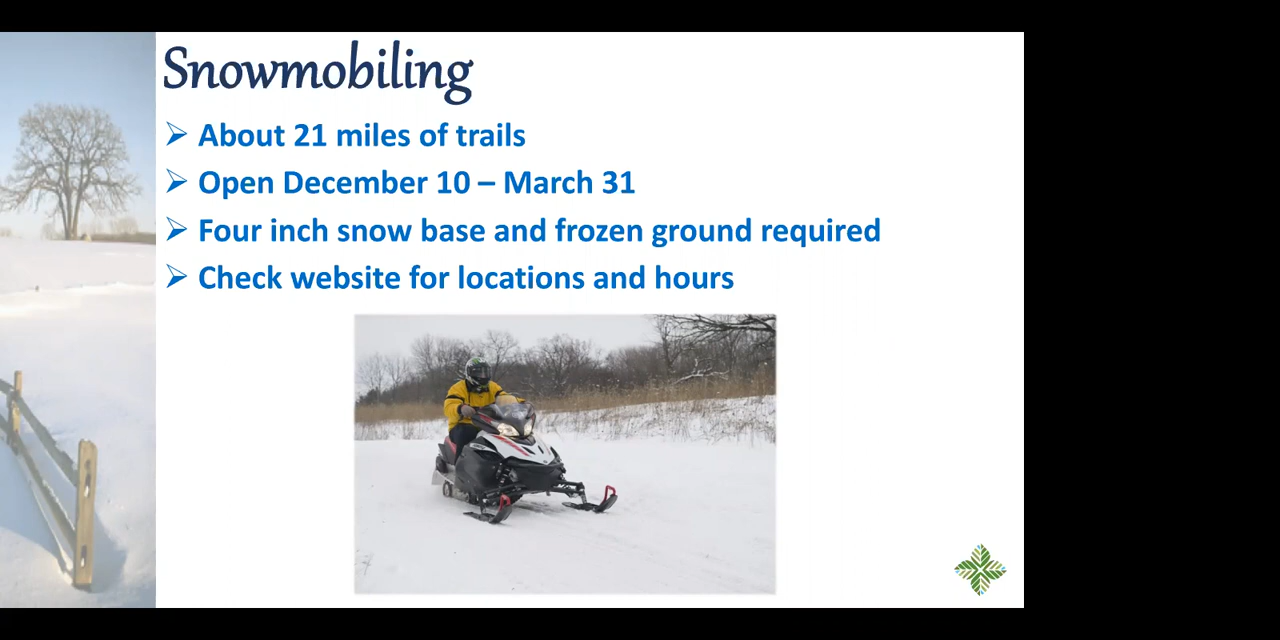 Snowmobiling
➢ About 21 miles of trails
➢ Open December 10 – March 31
➢ Four inch snow base and frozen ground required
➢ Check website for locations and hours